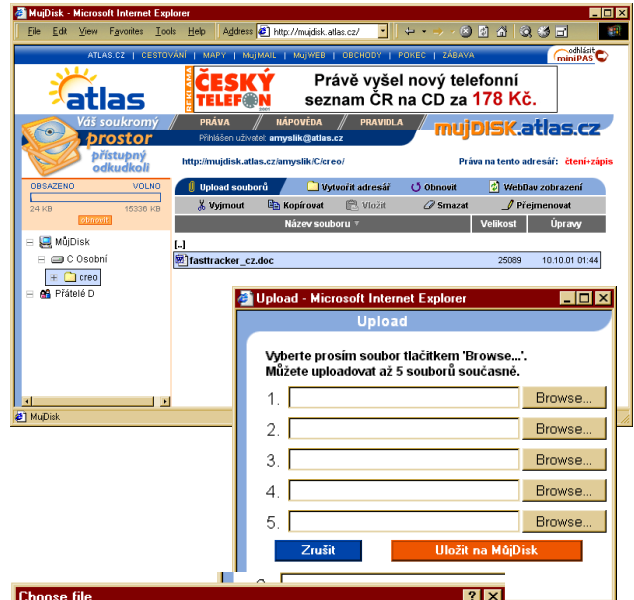 MujDisk - Microsoft Internet Explorer
File Edit View Favorites Tools Help Address http://mujdisk.atlas.cz/
ATLAS.CZ | CESTOVÁNÍ | MAPY | MujMAIL | MujWEB | OBCHODY | POKEC | ZÁBAVA
odhlásit
miniPAS
atlas
REKLAMA
ČESKÝ
TELEFON
Právě vyšel nový telefonní
seznam ČR na CD za 178 Kč.
Váš soukromý
prostor
přístupný
odkudkoli
PRÁVA / NÁPOVĚDA / PRAVIDLA
Přihlášen uživatel: amyslik@atlas.cz
mujDISK.atlas.cz
http://mujdisk.atlas.cz/amyslik/C/creo/
Práva na tento adresář: čtení+zápis
OBSAZENO VOLNO
24 KB 15336 KB
obnovit
Upload souborů Vytvořit adresář Obnovit WebDav zobrazení
Vyjmout Kopírovat Vložit Smazat Přejmenovat
Název souboru Velikost Úpravy
[..]
fasttracker_cz.doc 25089 10.10.01 01:44
MůjDisk
C Osobní
creo
Přátelé D
MujDisk
Upload - Microsoft Internet Explorer
Upload
Vyberte prosím soubor tlačítkem 'Browse...'.
Můžete uploadovat až 5 souborů současně.
1. Browse...
2. Browse...
3. Browse...
4. Browse...
5. Browse...
Zrušit Uložit na MůjDisk
Choose file